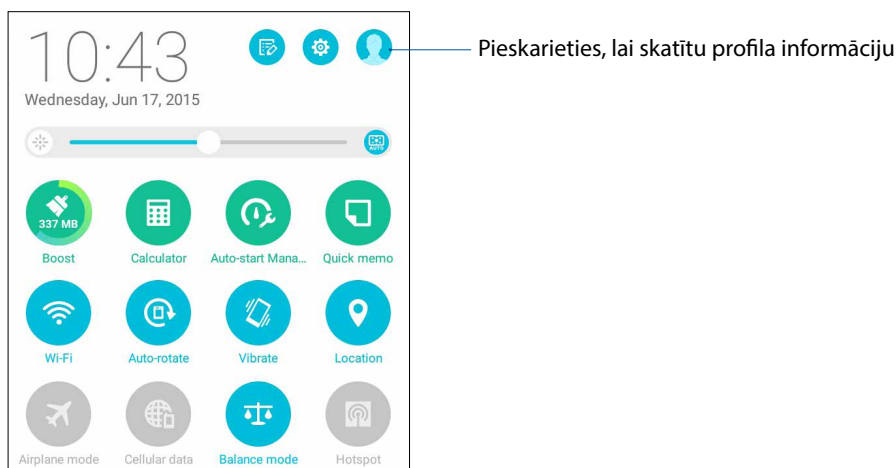 10:43
Pieskarieties, lai skatītu profila informāciju
Wednesday, Jun 17, 2015
AUTO
337 MB
Boost Calculator Auto-start Mana... Quick memo
Wi-Fi Auto-rotate Vibrate Location
Airplane mode Cellular data Balance mode Hotspot